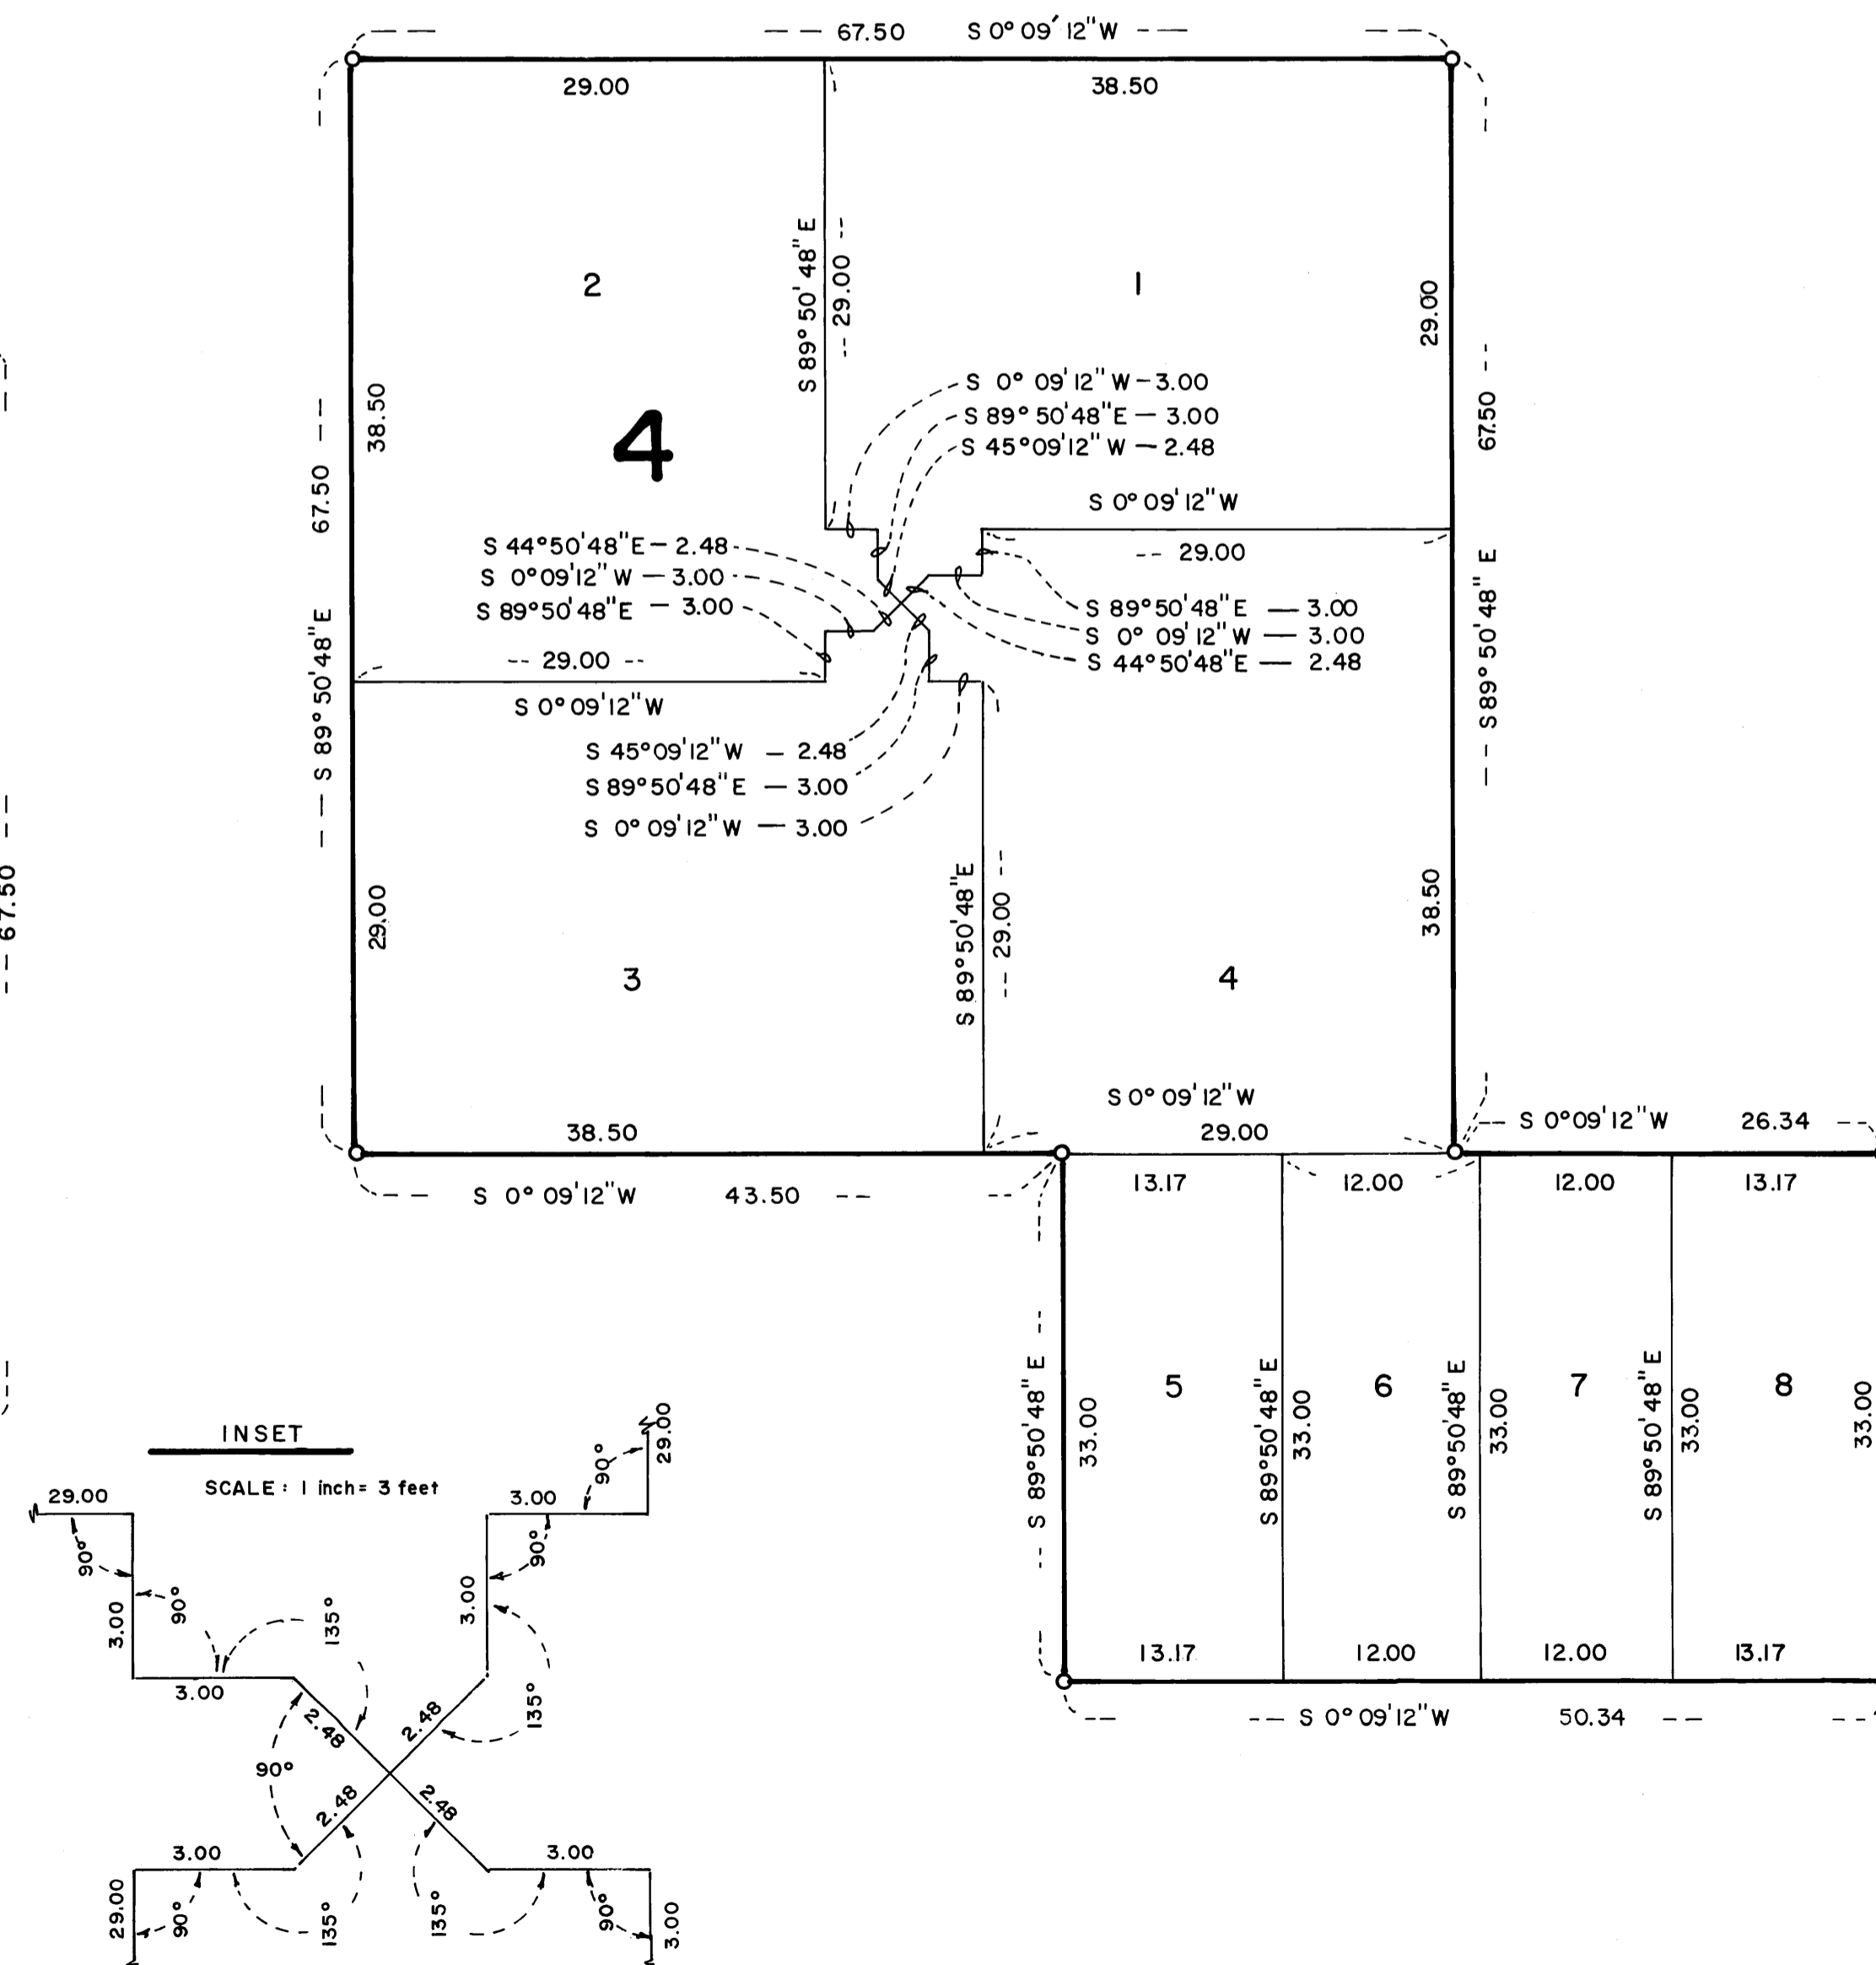 67.50 S 0° 09' 12" W
29.00
38.50
2
1
S 89° 50' 48" E
-- 29.00 --
29.00
38.50
4
S 0° 09' 12" W - 3.00
S 89° 50' 48" E — 3.00
S 45° 09' 12" W — 2.48
67.50 --
67.50 --
S 0° 09' 12" W
-- 29.00
S 44° 50' 48" E - 2.48
S 0° 09' 12" W — 3.00
S 89° 50' 48" E — 3.00
S 89° 50' 48" E — 3.00
S 0° 09' 12" W — 3.00
S 44° 50' 48" E — 2.48
-- S 89° 50' 48" E
-- S 89° 50' 48" E
-- 29.00 --
S 0° 09' 12" W
S 45° 09' 12" W — 2.48
S 89° 50' 48" E — 3.00
S 0° 09' 12" W — 3.00
-- 67.50 --
29.00
S 89° 50' 48" E
-- 29.00 --
38.50
3
4
S 0° 09' 12" W
38.50
29.00
S 0° 09' 12" W 26.34
S 0° 09' 12" W 43.50 --
13.17
12.00
12.00
13.17
-- S 89° 50' 48" E --
33.00
5
S 89° 50' 48" E
33.00
6
S 89° 50' 48" E
33.00
7
S 89° 50' 48" E
33.00
8
33.00
13.17
12.00
12.00
13.17
-- S 0° 09' 12" W 50.34 --
INSET
SCALE : 1 inch = 3 feet
29.00
3.00
90°
29.00
90°
90°
3.00
90°
135°
3.00
3.00
135°
2.48
2.48
90°
2.48
2.48
3.00
3.00
29.00
90°
135°
135°
90°
3.00